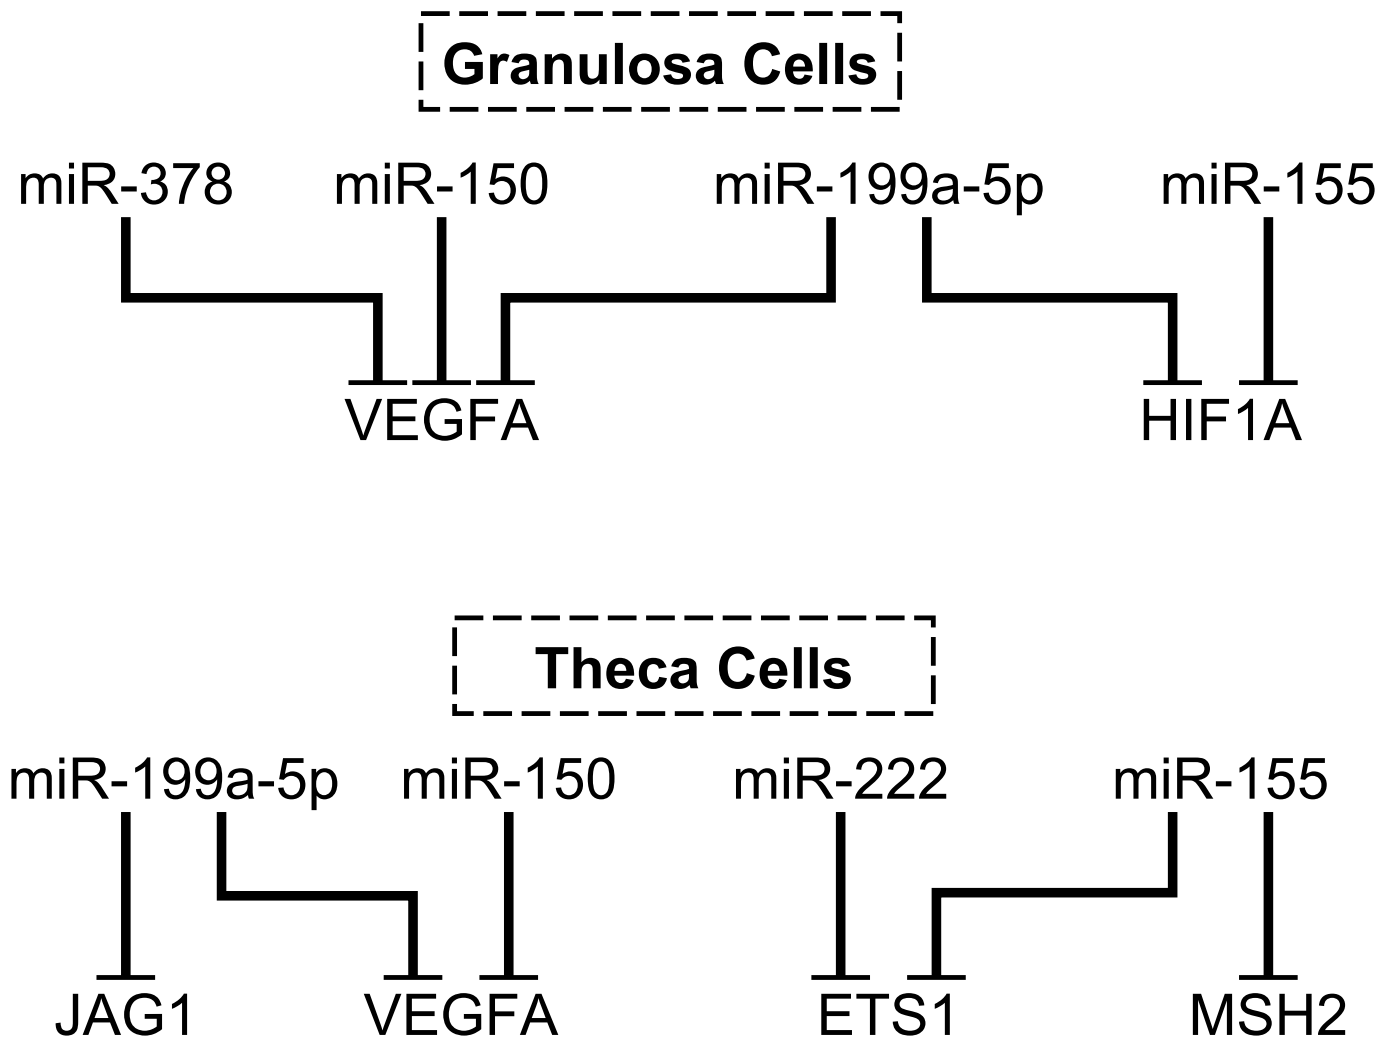 Granulosa Cells
miR-378 miR-150 miR-199a-5p miR-155
VEGFA HIF1A
Theca Cells
miR-199a-5p miR-150 miR-222 miR-155
JAG1 VEGFA ETS1 MSH2